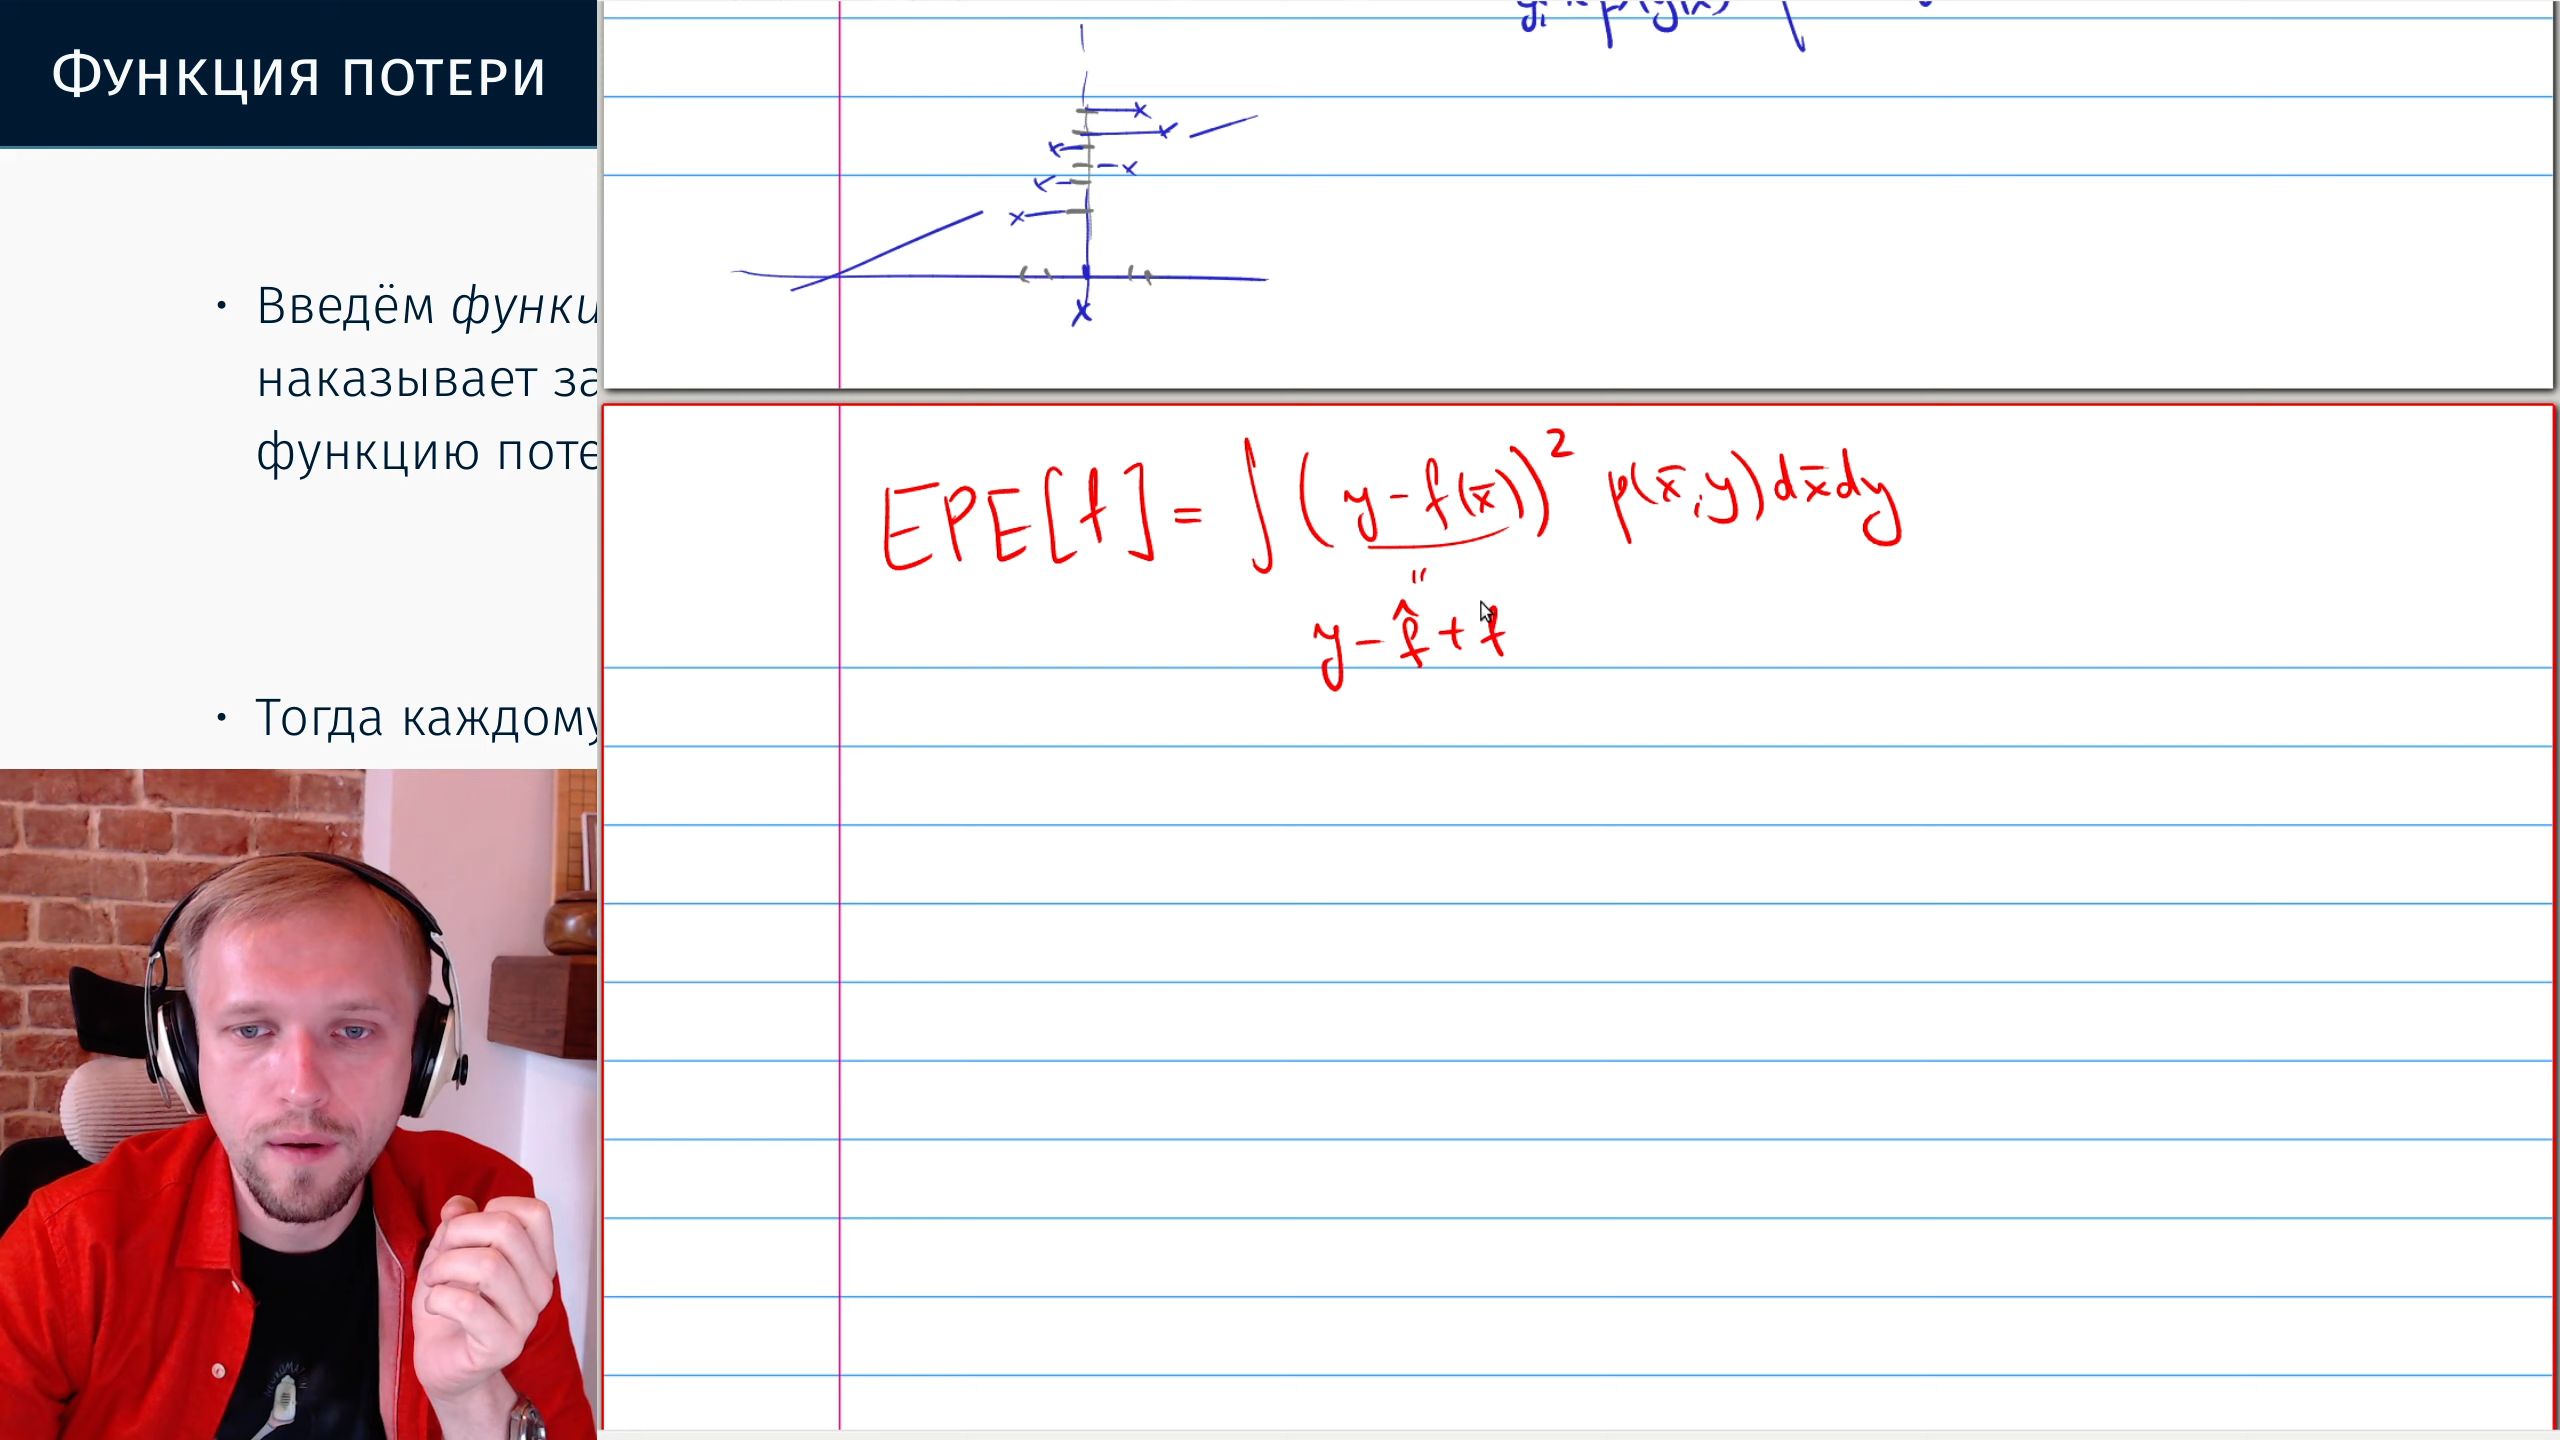 Функция потери
• Введём функц
наказывает за
функцию поте
• Тогда каждому
x
EPE[f] = ∫ (y - f(x̄))² p(x̄, y) dx̄ dy
"
y - f̂ + f